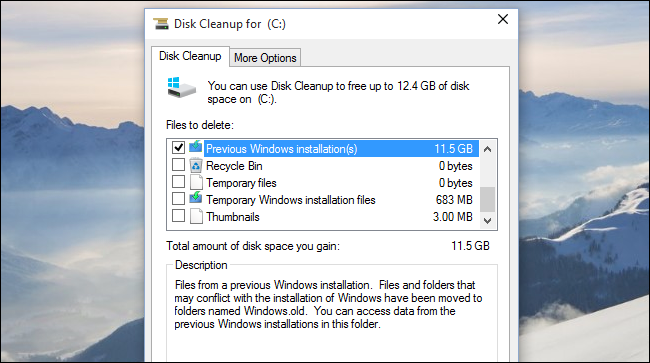 Disk Cleanup for (C:)
Disk Cleanup
More Options
You can use Disk Cleanup to free up to 12.4 GB of disk
space on (C:).
Files to delete:
Previous Windows installation(s) 11.5 GB
Recycle Bin 0 bytes
Temporary files 0 bytes
Temporary Windows installation files 683 MB
Thumbnails 3.00 MB
Total amount of disk space you gain: 11.5 GB
Description
Files from a previous Windows installation. Files and folders that
may conflict with the installation of Windows have been moved to
folders named Windows.old. You can access data from the
previous Windows installations in this folder.